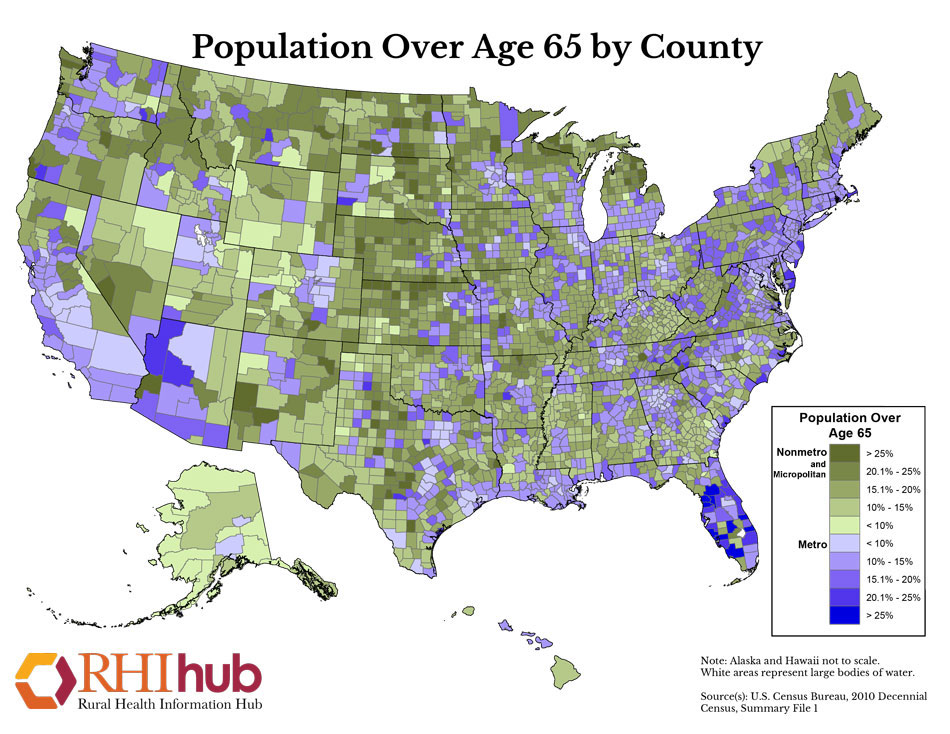 Population Over Age 65 by County
Population Over
Age 65
Nonmetro
and
Micropolitan
> 25%
20.1% - 25%
15.1% - 20%
10% - 15%
< 10%
Metro
< 10%
10% - 15%
15.1% - 20%
20.1% - 25%
> 25%
RHIhub
Rural Health Information Hub
Note: Alaska and Hawaii not to scale.
White areas represent large bodies of water.
Source(s): U.S. Census Bureau, 2010 Decennial
Census, Summary File 1